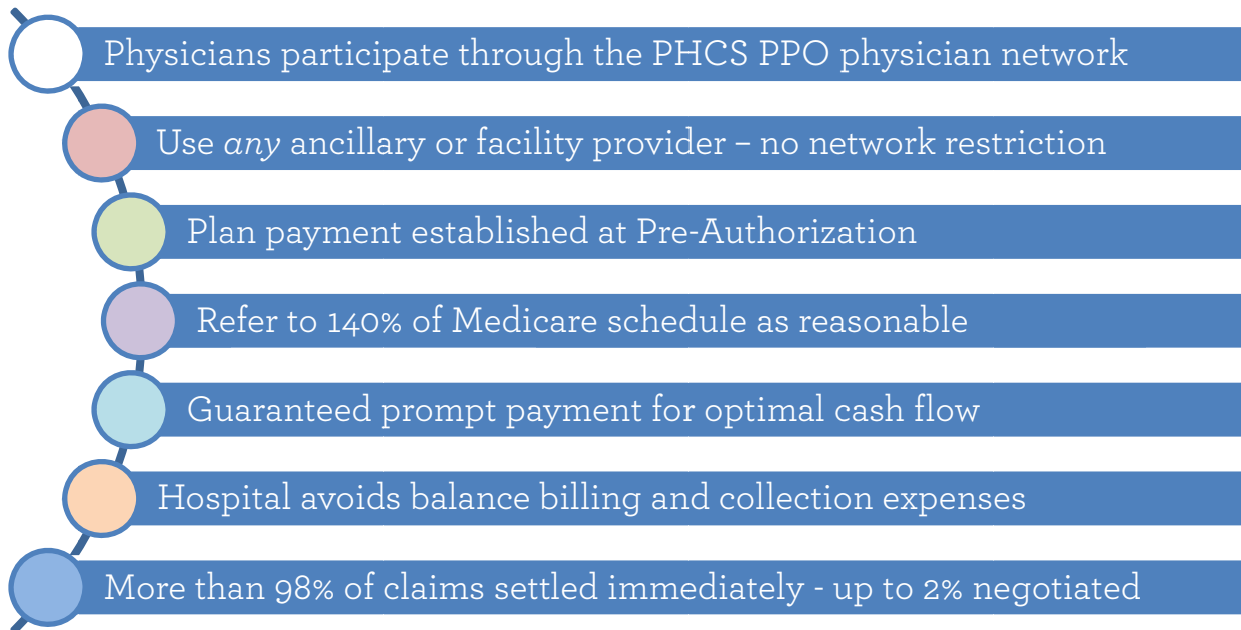 Physicians participate through the PHCS PPO physician network
Use any ancillary or facility provider – no network restriction
Plan payment established at Pre-Authorization
Refer to 140% of Medicare schedule as reasonable
Guaranteed prompt payment for optimal cash flow
Hospital avoids balance billing and collection expenses
More than 98% of claims settled immediately - up to 2% negotiated